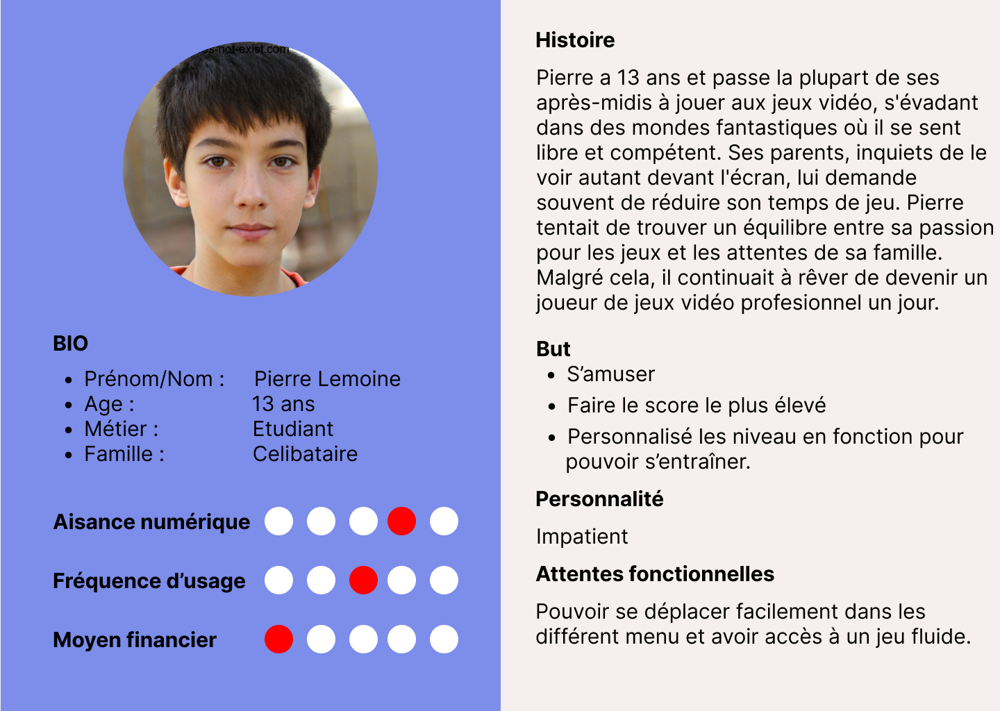 s-not-exist.com
BIO
Prénom/Nom : Pierre Lemoine
Age : 13 ans
Métier : Etudiant
Famille : Celibataire
Aisance numérique
Fréquence d’usage
Moyen financier
Histoire
Pierre a 13 ans et passe la plupart de ses
après-midis à jouer aux jeux vidéo, s'évadant
dans des mondes fantastiques où il se sent
libre et compétent. Ses parents, inquiets de le
voir autant devant l'écran, lui demande
souvent de réduire son temps de jeu. Pierre
tentait de trouver un équilibre entre sa passion
pour les jeux et les attentes de sa famille.
Malgré cela, il continuait à rêver de devenir un
joueur de jeux vidéo profesionnel un jour.
But
S’amuser
Faire le score le plus élevé
Personnalisé les niveau en fonction pour
pouvoir s’entraîner.
Personnalité
Impatient
Attentes fonctionnelles
Pouvoir se déplacer facilement dans les
différent menu et avoir accès à un jeu fluide.